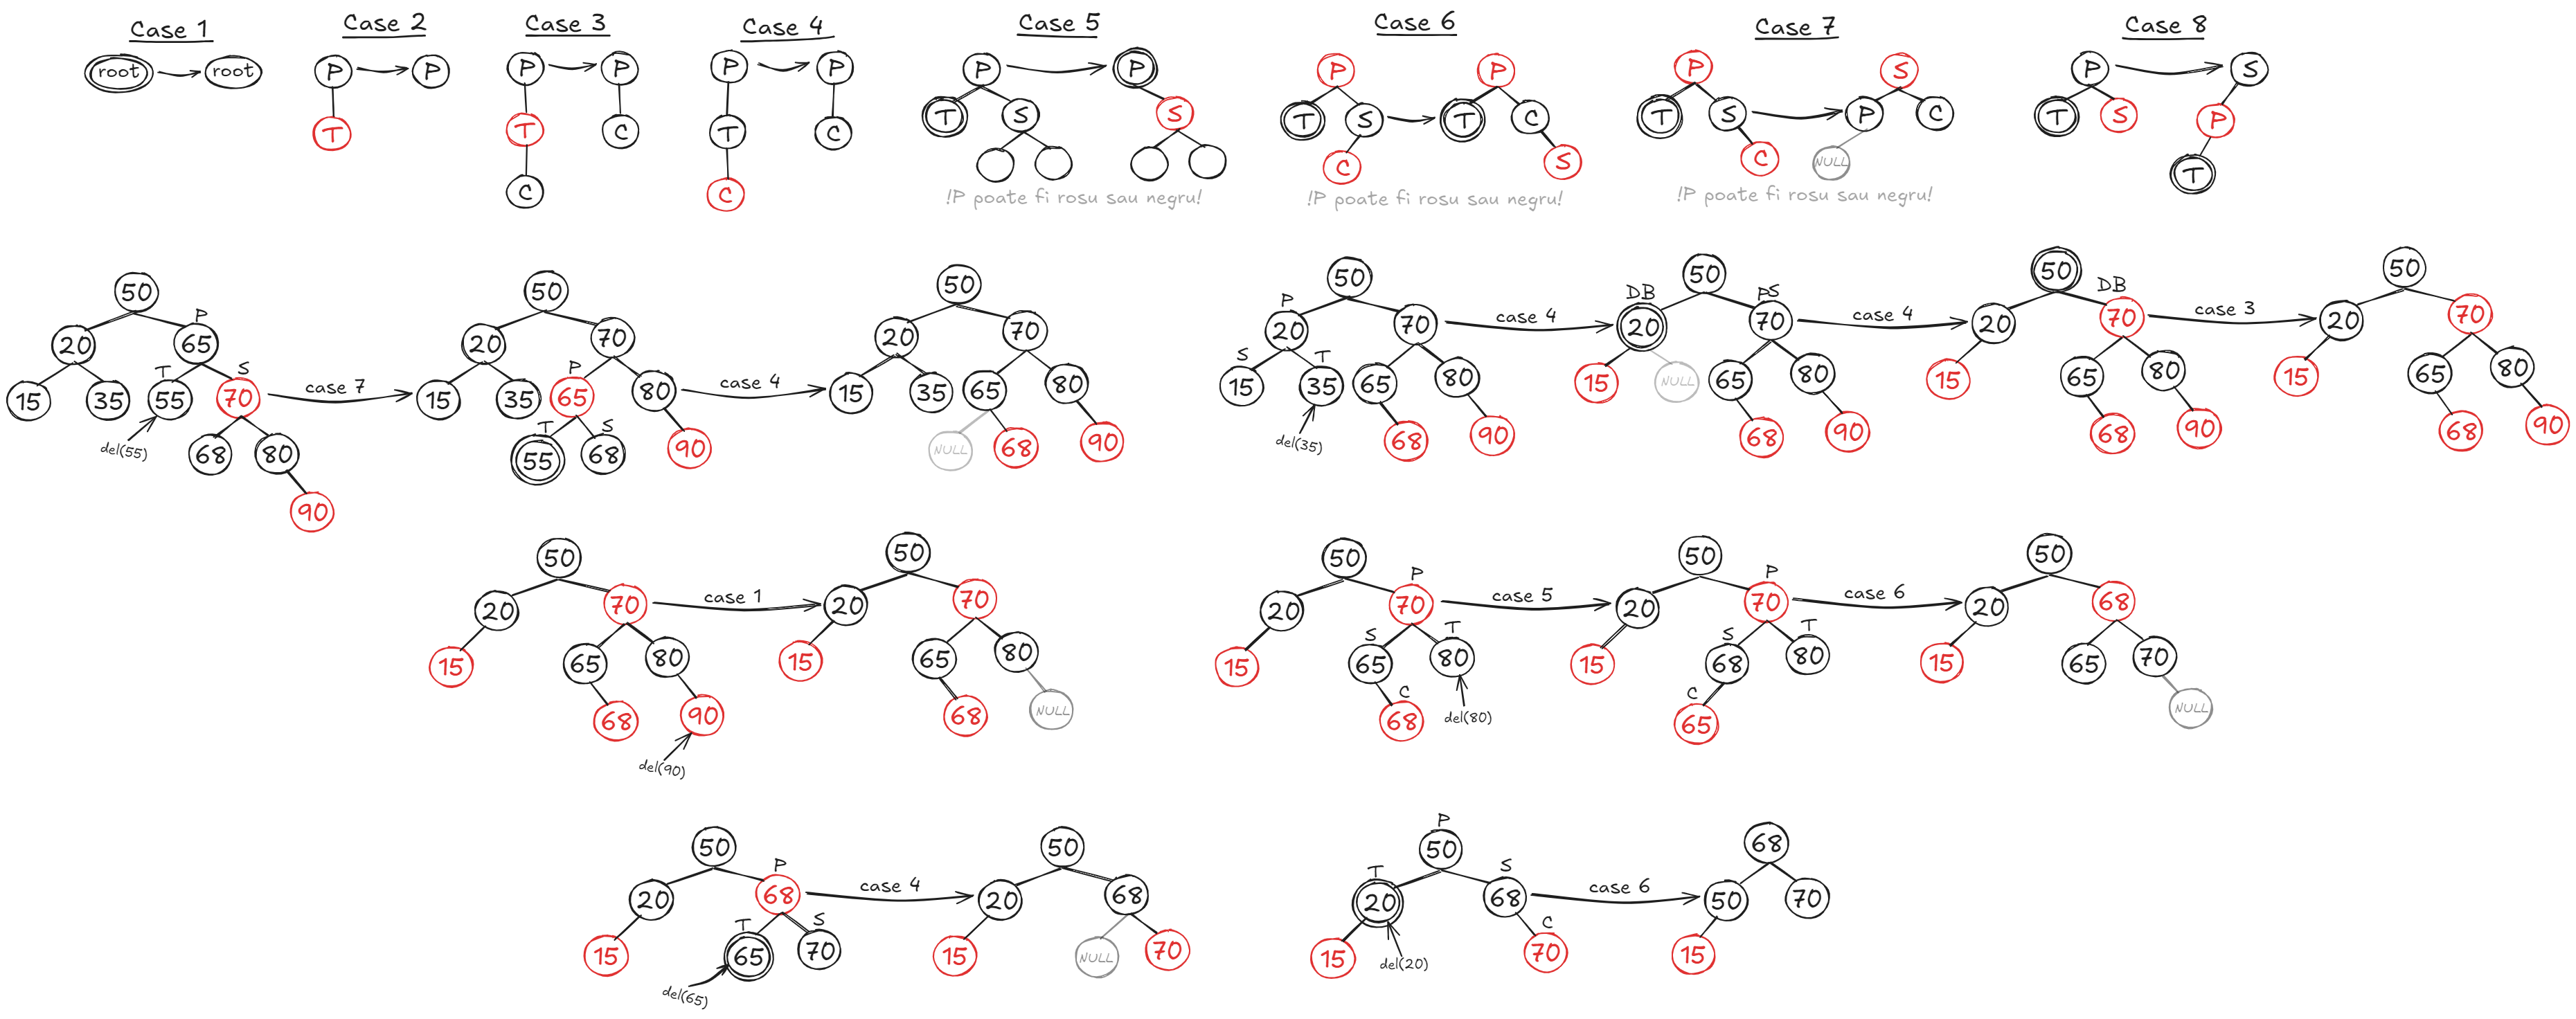 Case 1
Case 2
Case 3
Case 4
Case 5
Case 6
Case 7
Case 8
root root
P P
T
P P
T C
C
P P
T C
C
P P
T S S
!P poate fi rosu sau negru!
P P
T S T C
C S
!P poate fi rosu sau negru!
P S
T S P C
C NULL
!P poate fi rosu sau negru!
P S
T S P
T
50
P
20 65
T S
15 35 55 70
del(55)
68 80
90
case 7
50
20 70
P
15 35 65 80
T S
55 68 90
case 4
50
20 70
15 35 65 80
NULL 68 90
50
P
20 70
S T
15 35 65 80
del(35)
68 90
case 4
50
DB PS
20 70
15 NULL 65 80
68 90
case 4
50
DB
20 70
15 65 80
68 90
case 3
50
20 70
15 65 80
68 90
50
20 70
15 65 80
68 90
del(90)
case 1
50
20 70
15 65 80
68 NULL
50
P
20 70
S T
15 65 80
C
68
del(80)
case 5
50
P
20 70
S T
15 68 80
C
65
case 6
50
20 68
15 65 70
NULL
50
P
20 68
T S
15 65 70
del(65)
case 4
50
20 68
15 NULL 70
P
50
T S
20 68
C
15 70
del(20)
case 6
68
50 70
15